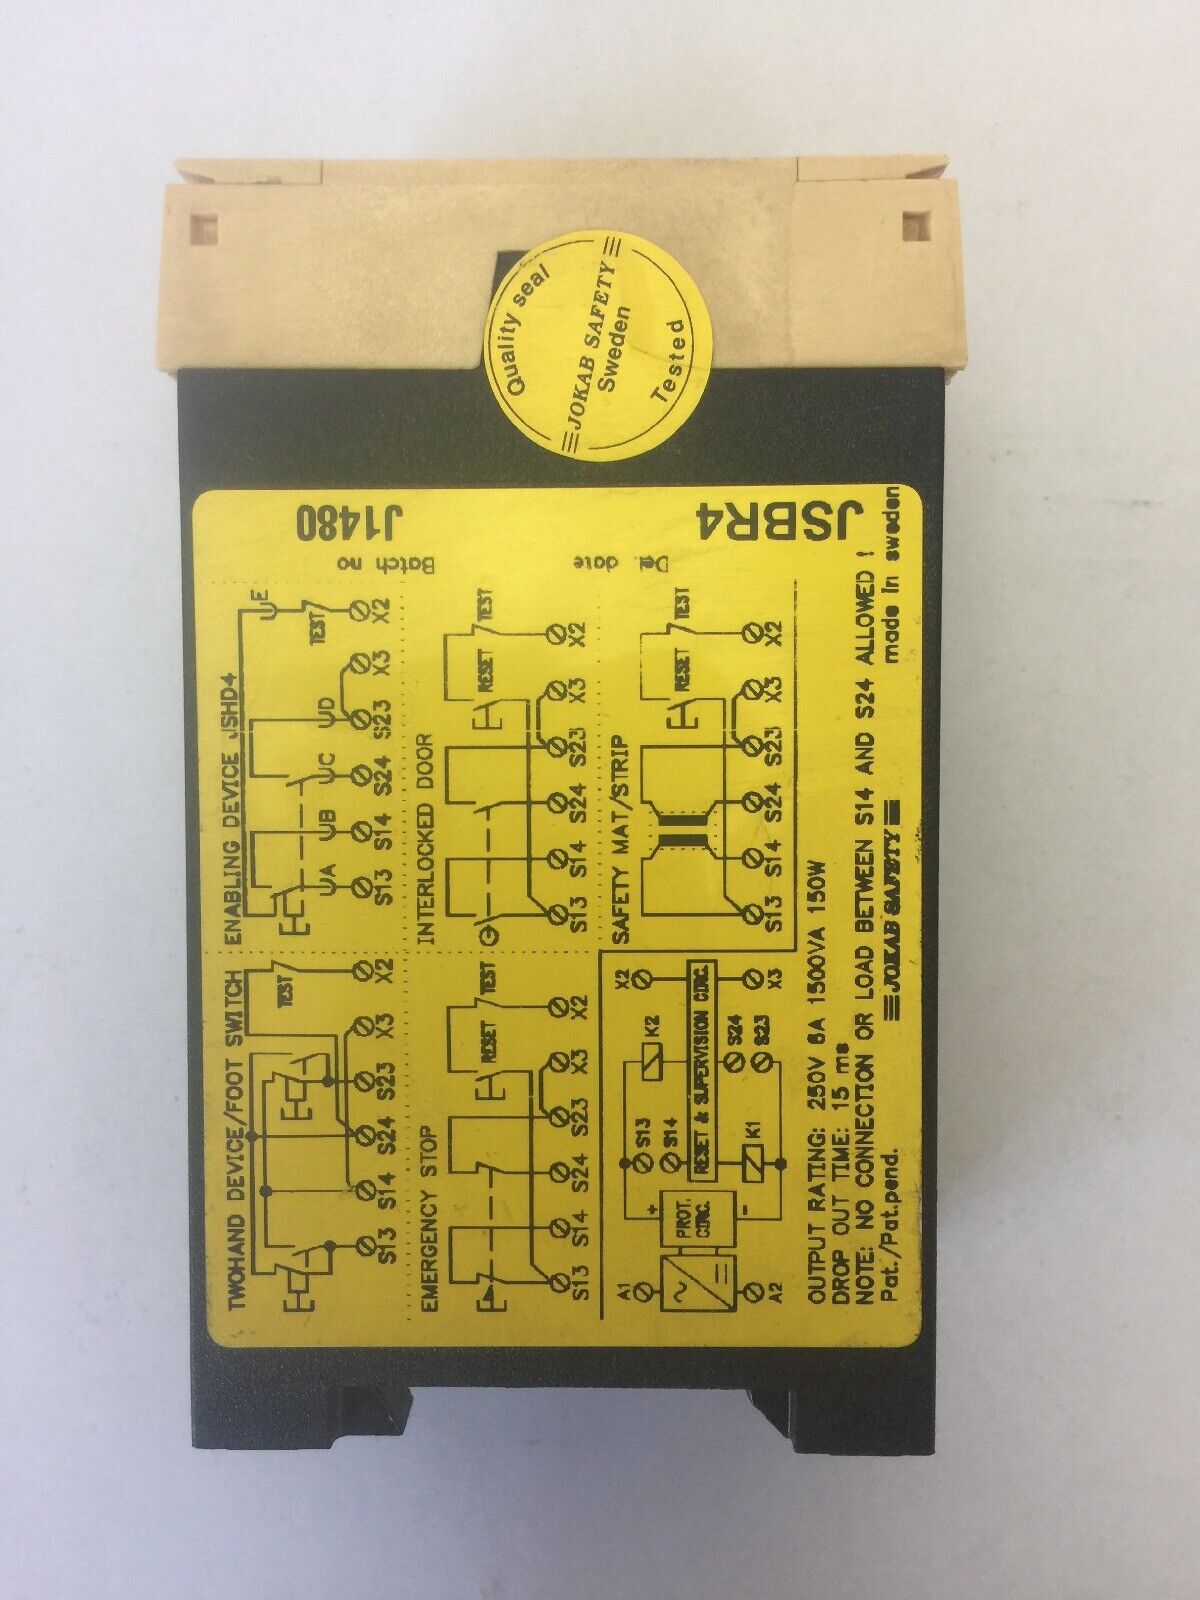 Quality seal
JOKAB SAFETY
Sweden
Tested
JSBR4
J1480
Del. date
Batch no
TWOHAND DEVICE/FOOT SWITCH
TEST
S13 S14 S24 S23 X3 X2
ENABLING DEVICE JSHD4
UA UB UC UD UE
TEST
S13 S14 S24 S23 X3 X2
EMERGENCY STOP
RESET TEST
S13 S14 S24 S23 X3 X2
INTERLOCKED DOOR
RESET TEST
S13 S14 S24 S23 X3 X2
SAFETY MAT/STRIP
RESET TEST
S13 S14 S24 S23 X3 X2
A1 S13 K2 X2
+ S14
PROT. CIRC.
RESET & SUPERVISION CIRC.
- K1 S24 S23
A2 X3
OUTPUT RATING: 250V 6A 1500VA 150W
DROP OUT TIME: 15 ms
NOTE: NO CONNECTION OR LOAD BETWEEN S14 AND S24 ALLOWED !
Pat./Pat.pend. JOKAB SAFETY made in sweden